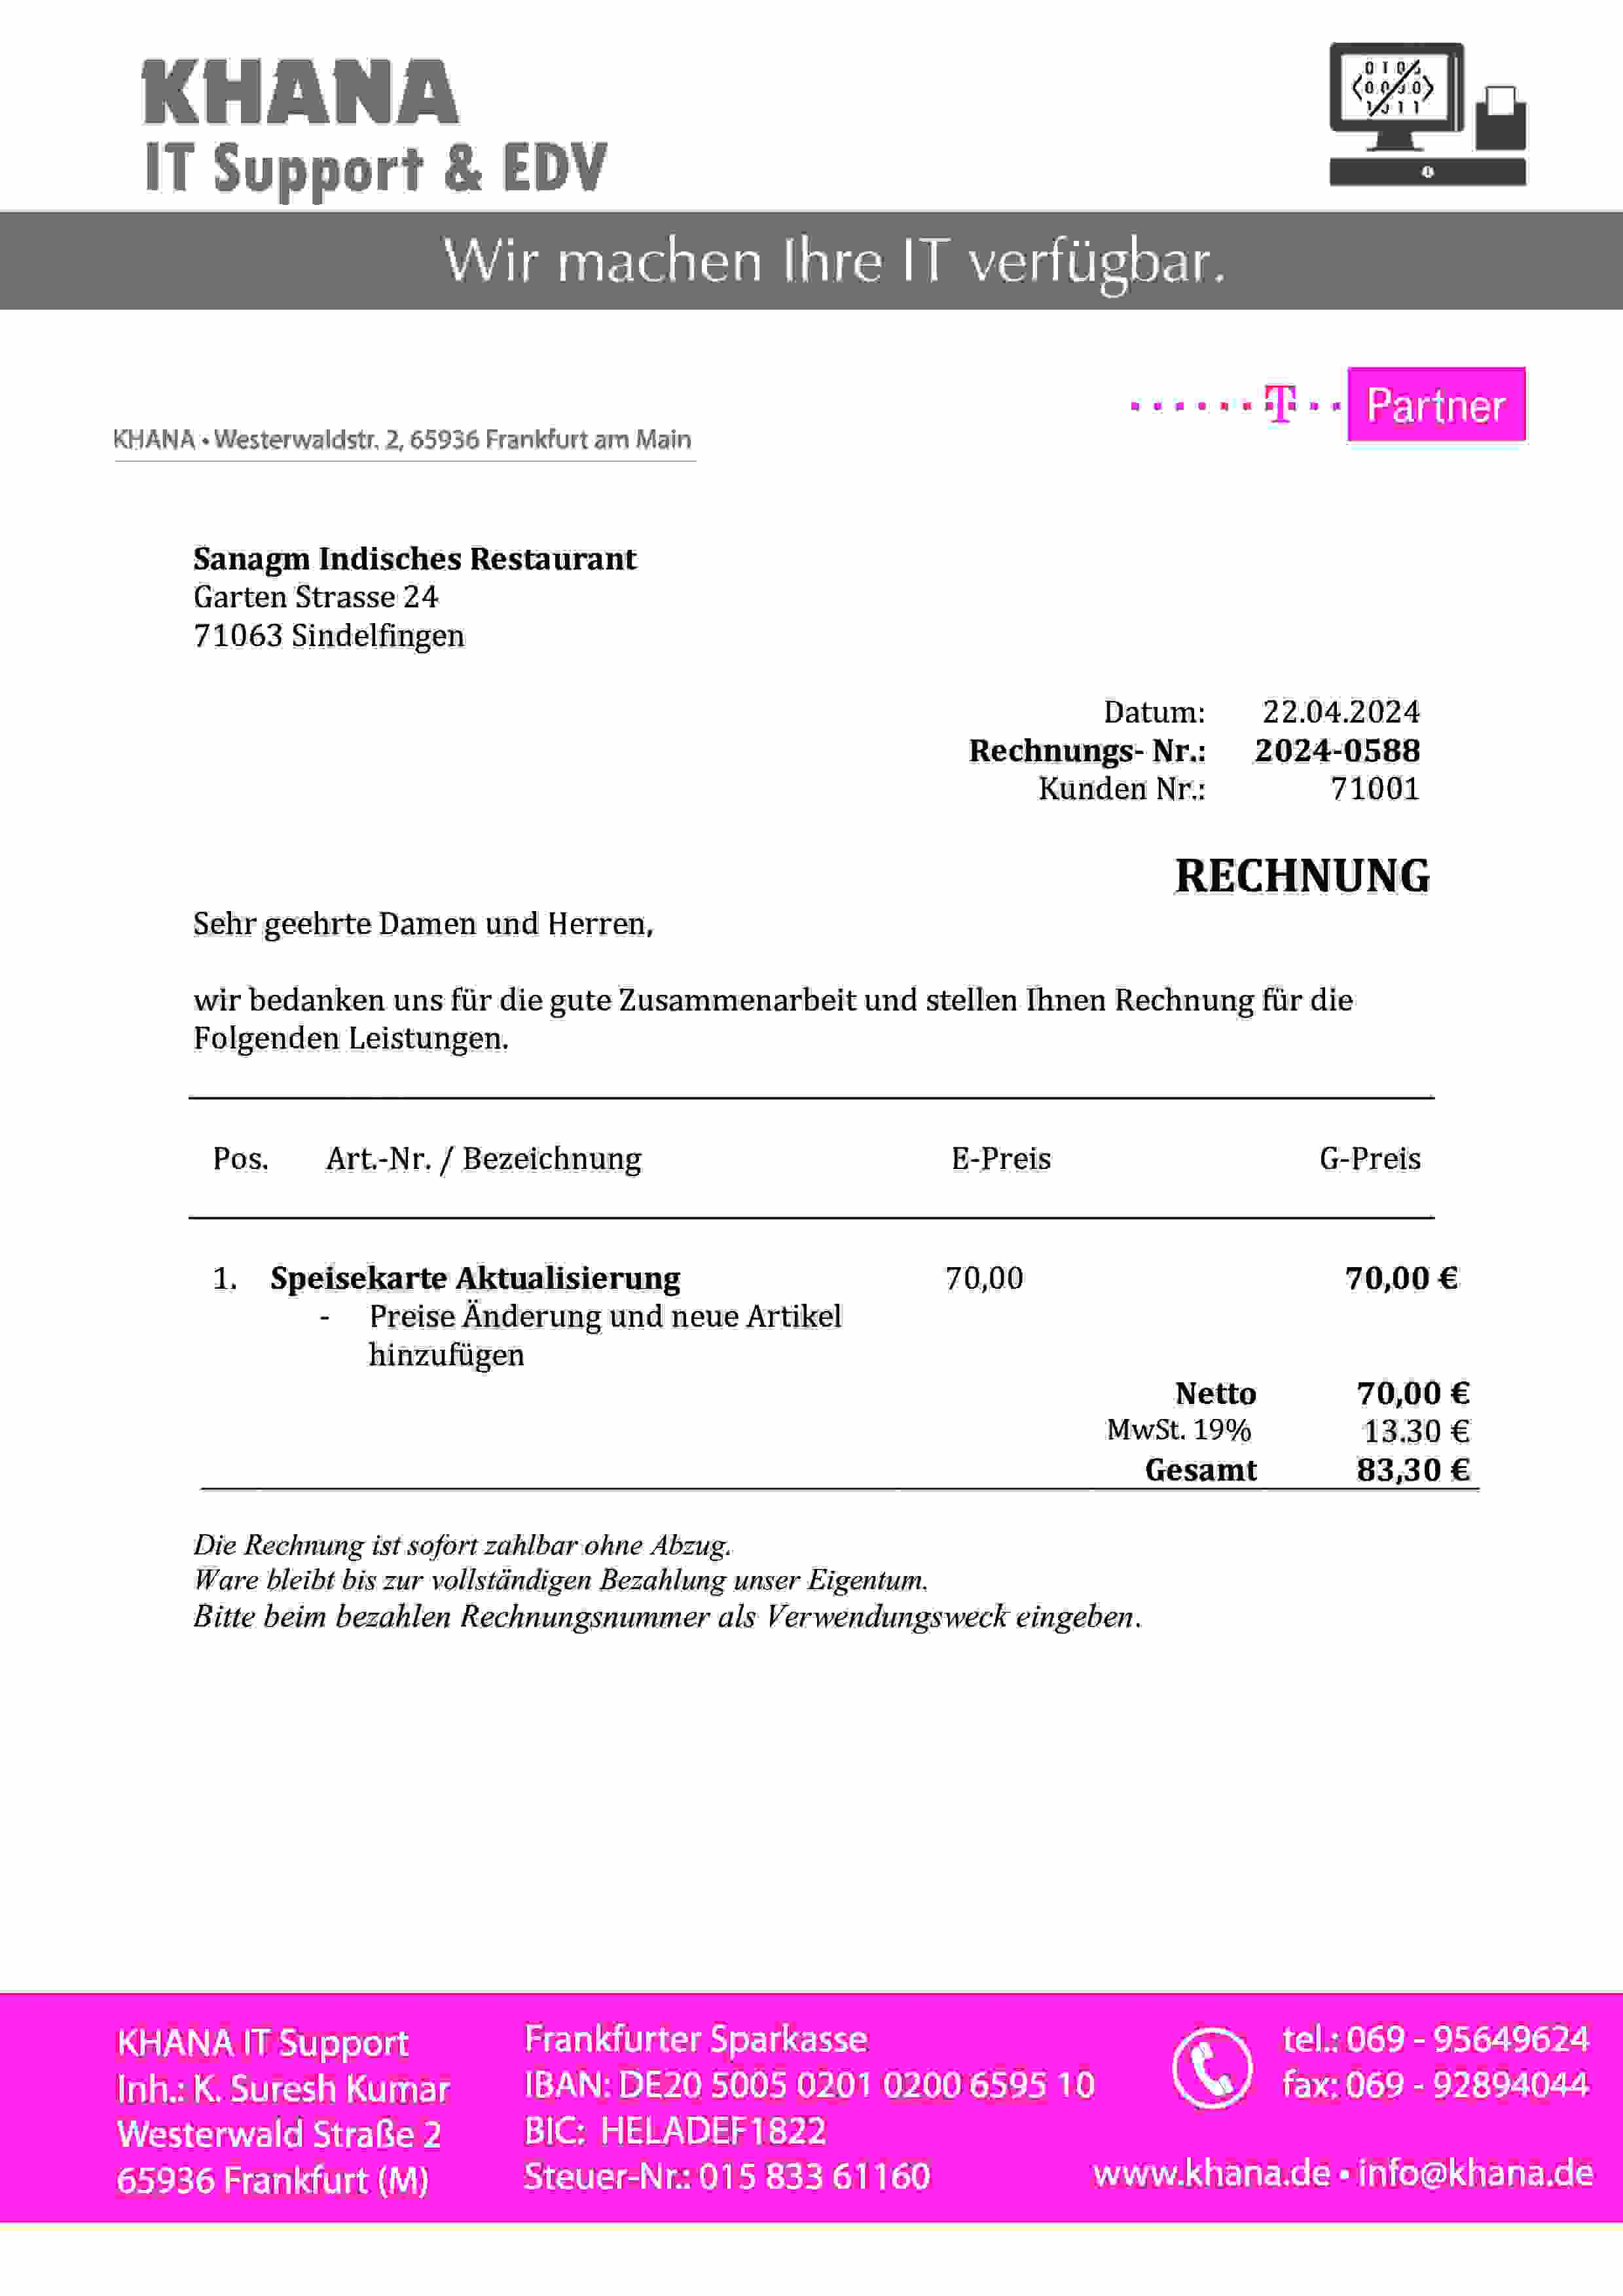 KHANA
IT Support & EDV
Wir machen Ihre IT verfügbar.
T Partner
KHANA • Westerwaldstr. 2, 65936 Frankfurt am Main
Sanagm Indisches Restaurant
Garten Strasse 24
71063 Sindelfingen
Datum: 22.04.2024
Rechnungs- Nr.: 2024-0588
Kunden Nr.: 71001
RECHNUNG
Sehr geehrte Damen und Herren,
wir bedanken uns für die gute Zusammenarbeit und stellen Ihnen Rechnung für die
Folgenden Leistungen.
Pos. Art.-Nr. / Bezeichnung E-Preis G-Preis
1. Speisekarte Aktualisierung 70,00 70,00 €
- Preise Änderung und neue Artikel
hinzufügen
Netto 70,00 €
MwSt. 19% 13.30 €
Gesamt 83,30 €
Die Rechnung ist sofort zahlbar ohne Abzug.
Ware bleibt bis zur vollständigen Bezahlung unser Eigentum.
Bitte beim bezahlen Rechnungsnummer als Verwendungsweck eingeben.
KHANA IT Support
Inh.: K. Suresh Kumar
Westerwald Straße 2
65936 Frankfurt (M)
Frankfurter Sparkasse
IBAN: DE20 5005 0201 0200 6595 10
BIC: HELADEF1822
Steuer-Nr.: 015 833 61160
tel.: 069 - 95649624
fax: 069 - 92894044
www.khana.de • info@khana.de